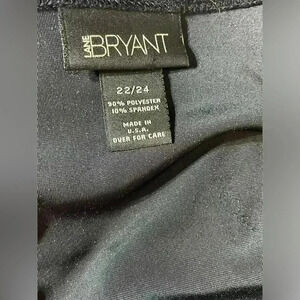 LANE BRYANT
22/24
90% POLYESTER
10% SPANDEX
MADE IN
U.S.A.
OVER FOR CARE